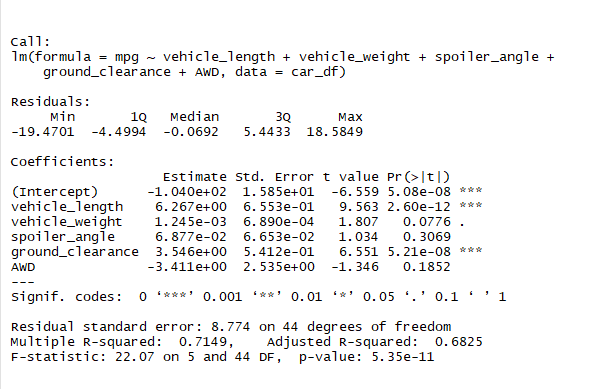 Call:
lm(formula = mpg ~ vehicle_length + vehicle_weight + spoiler_angle +
    ground_clearance + AWD, data = car_df)

Residuals:
     Min       1Q   Median       3Q      Max
-19.4701  -4.4994  -0.0692   5.4433  18.5849

Coefficients:
                   Estimate Std. Error t value Pr(>|t|)
(Intercept)      -1.040e+02  1.585e+01  -6.559 5.08e-08 ***
vehicle_length    6.267e+00  6.553e-01   9.563 2.60e-12 ***
vehicle_weight    1.245e-03  6.890e-04   1.807   0.0776 .
spoiler_angle     6.877e-02  6.653e-02   1.034   0.3069
ground_clearance  3.546e+00  5.412e-01   6.551 5.21e-08 ***
AWD              -3.411e+00  2.535e+00  -1.346   0.1852
---
Signif. codes:  0 ‘***’ 0.001 ‘**’ 0.01 ‘*’ 0.05 ‘.’ 0.1 ‘ ’ 1

Residual standard error: 8.774 on 44 degrees of freedom
Multiple R-squared:  0.7149,    Adjusted R-squared:  0.6825
F-statistic: 22.07 on 5 and 44 DF,  p-value: 5.35e-11